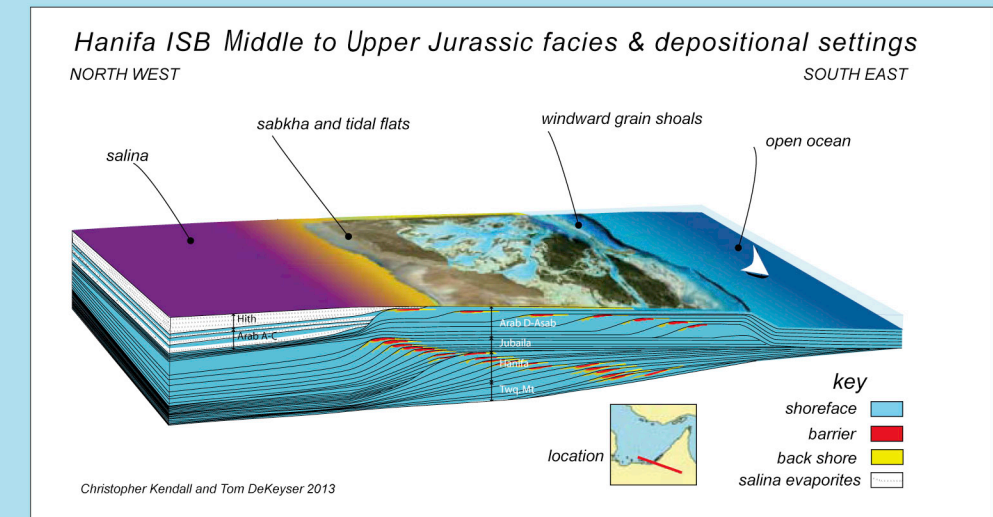 Hanifa ISB Middle to Upper Jurassic facies & depositional settings
NORTH WEST
SOUTH EAST
salina
sabkha and tidal flats
windward grain shoals
open ocean
Hith
Arab A-C
Arab D-Asab
Jubaila
Hanifa
Twq Mt
key
shoreface
barrier
back shore
salina evaporites
location
Christopher Kendall and Tom DeKeyser 2013